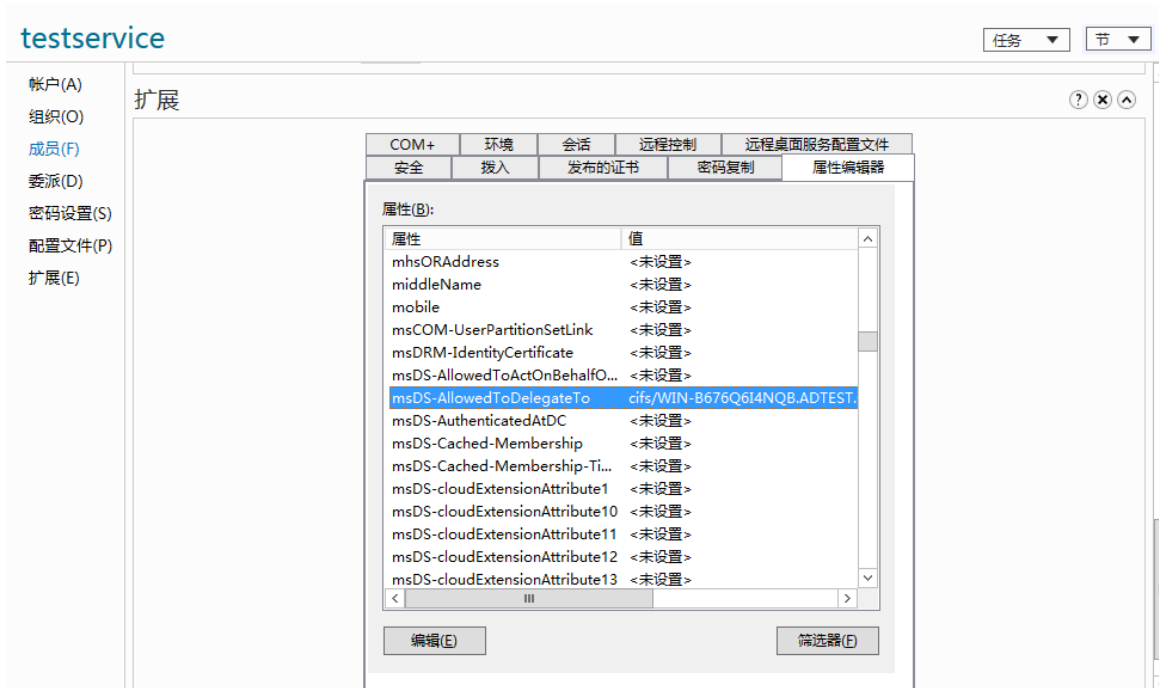 testservice
任务
节
帐户(A)
组织(O)
成员(F)
委派(D)
密码设置(S)
配置文件(P)
扩展(E)
扩展
COM+ 环境 会话 远程控制 远程桌面服务配置文件
安全 拨入 发布的证书 密码复制 属性编辑器
属性(B):
属性 值
mhsORAddress <未设置>
middleName <未设置>
mobile <未设置>
msCOM-UserPartitionSetLink <未设置>
msDRM-IdentityCertificate <未设置>
msDS-AllowedToActOnBehalfO... <未设置>
msDS-AllowedToDelegateTo cifs/WIN-B676Q6I4NQB.ADTEST.
msDS-AuthenticatedAtDC <未设置>
msDS-Cached-Membership <未设置>
msDS-Cached-Membership-Ti... <未设置>
msDS-cloudExtensionAttribute1 <未设置>
msDS-cloudExtensionAttribute10 <未设置>
msDS-cloudExtensionAttribute11 <未设置>
msDS-cloudExtensionAttribute12 <未设置>
msDS-cloudExtensionAttribute13 <未设置>
编辑(E) 筛选器(F)